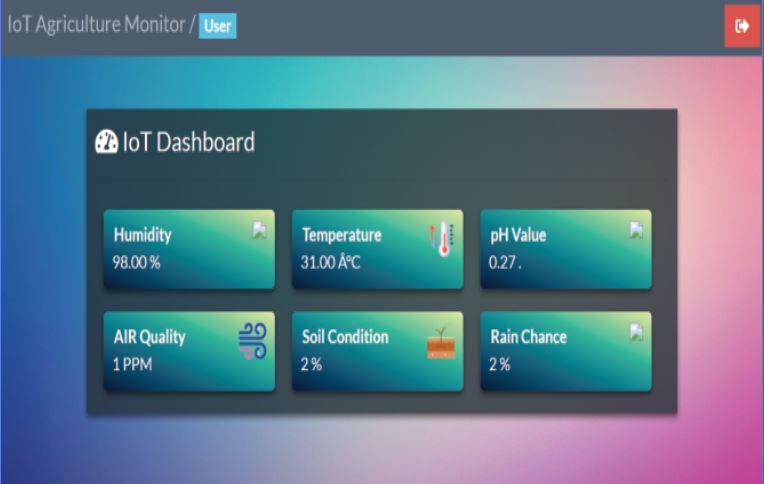 IoT Agriculture Monitor / User
IoT Dashboard
Humidity
98.00 %
Temperature
31.00 Â°C
pH Value
0.27 .
AIR Quality
1 PPM
Soil Condition
2 %
Rain Chance
2 %